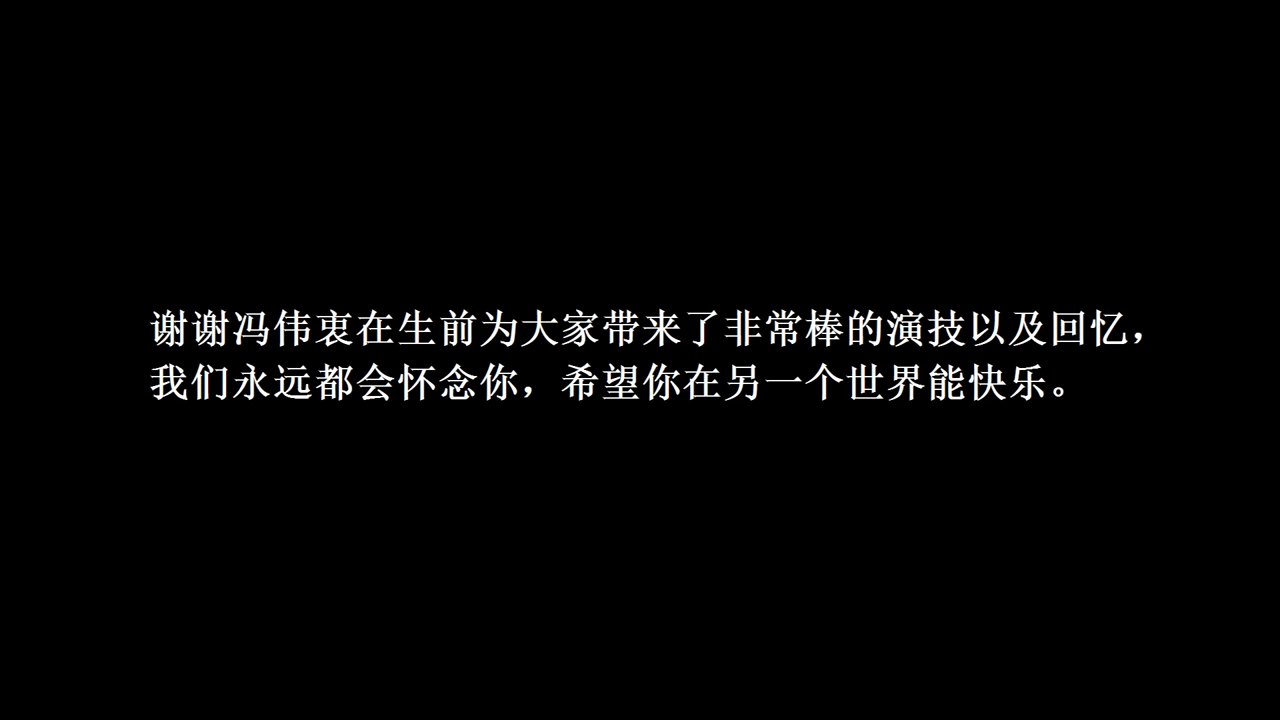 谢谢冯伟衷在生前为大家带来了非常棒的演技以及回忆，
我们永远都会怀念你，希望你在另一个世界能快乐。